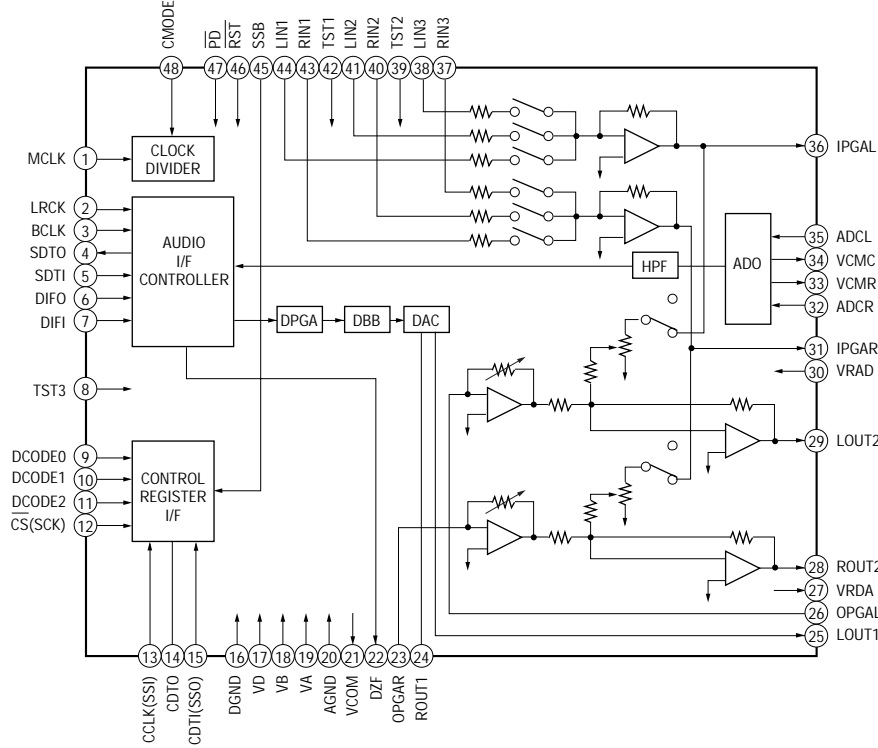 CMODE
PD
RST
SSB
LIN1
RIN1
TST1
LIN2
RIN2
TST2
LIN3
RIN3
48
47
46
45
44
43
42
41
40
39
38
37
MCLK
1
CLOCK
DIVIDER
36
IPGAL
LRCK
2
BCLK
3
SDTO
4
SDTI
5
DIFO
6
DIFI
7
AUDIO
I/F
CONTROLLER
HPF
ADO
35
ADCL
34
VCMC
33
VCMR
32
ADCR
DPGA
DBB
DAC
31
IPGAR
30
VRAD
TST3
8
29
LOUT2
DCODE0
9
DCODE1
10
DCODE2
11
CS(SCK)
12
CONTROL
REGISTER
I/F
28
ROUT2
27
VRDA
26
OPGAL
25
LOUT1
13
14
15
16
17
18
19
20
21
22
23
24
CCLK(SSI)
CDTO
CDTI(SSO)
DGND
VD
VB
VA
AGND
VCOM
DZF
OPGAR
ROUT1